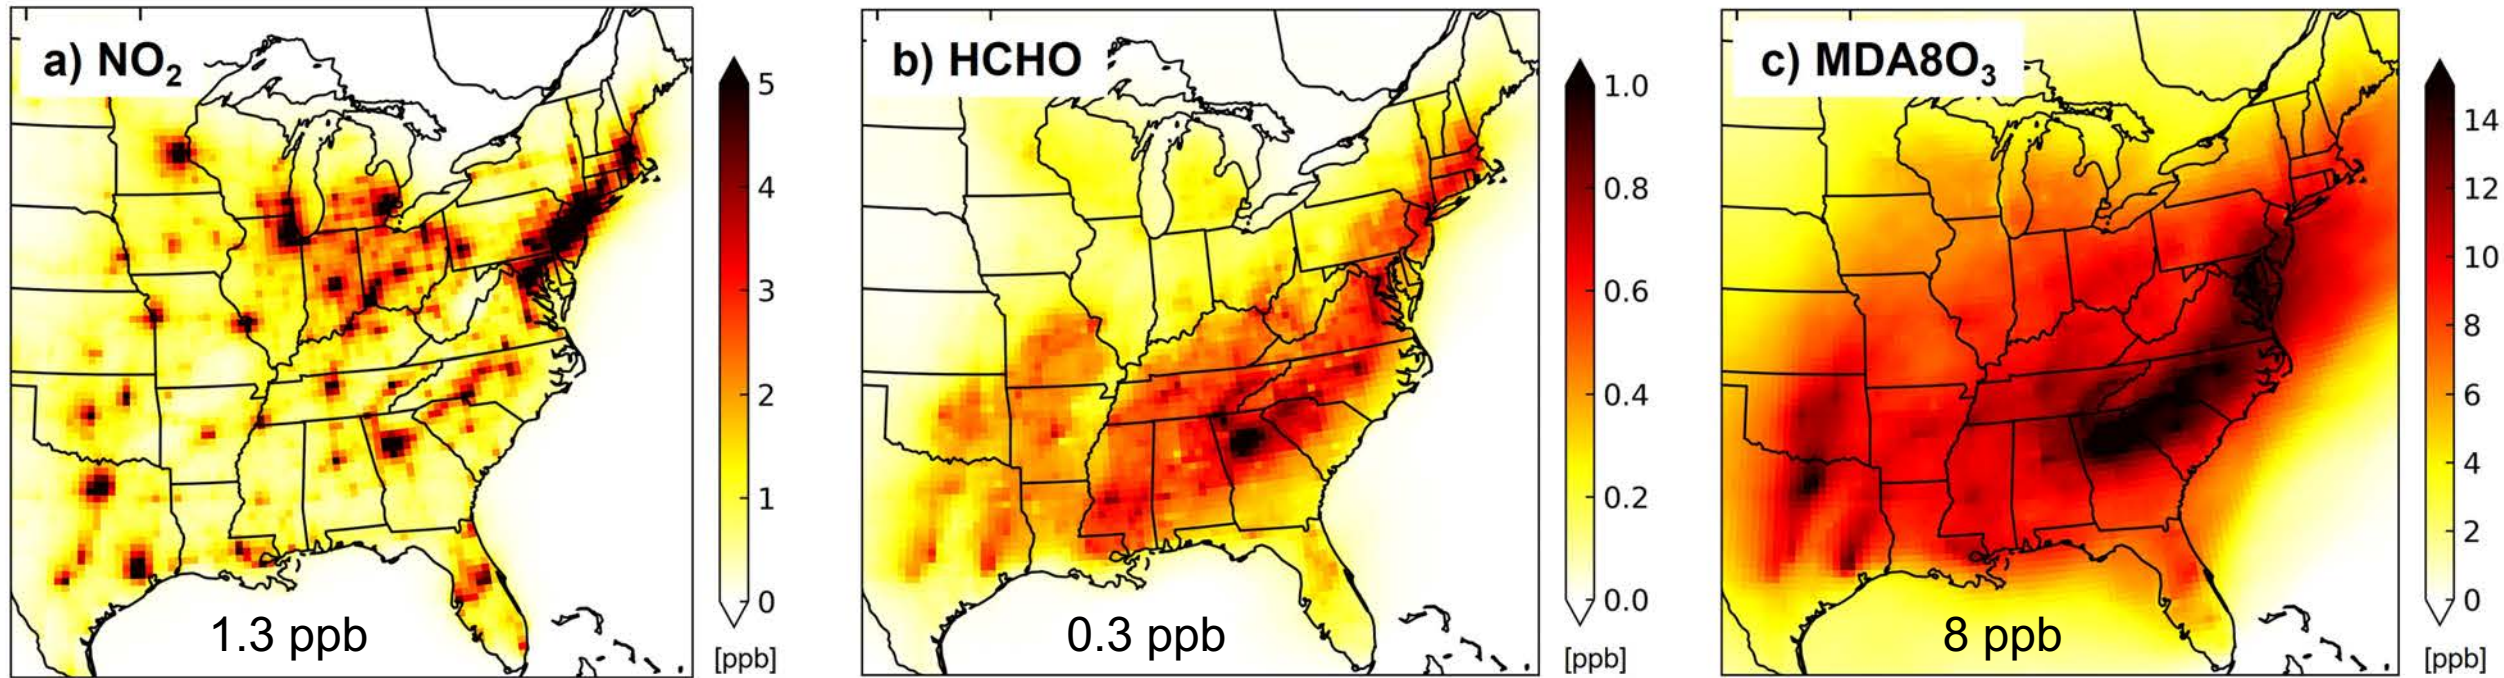 a) NO₂
5
4
3
2
1
0
[ppb]
1.3 ppb
b) HCHO
1.0
0.8
0.6
0.4
0.2
0.0
[ppb]
0.3 ppb
c) MDA8O₃
14
12
10
8
6
4
2
0
[ppb]
8 ppb